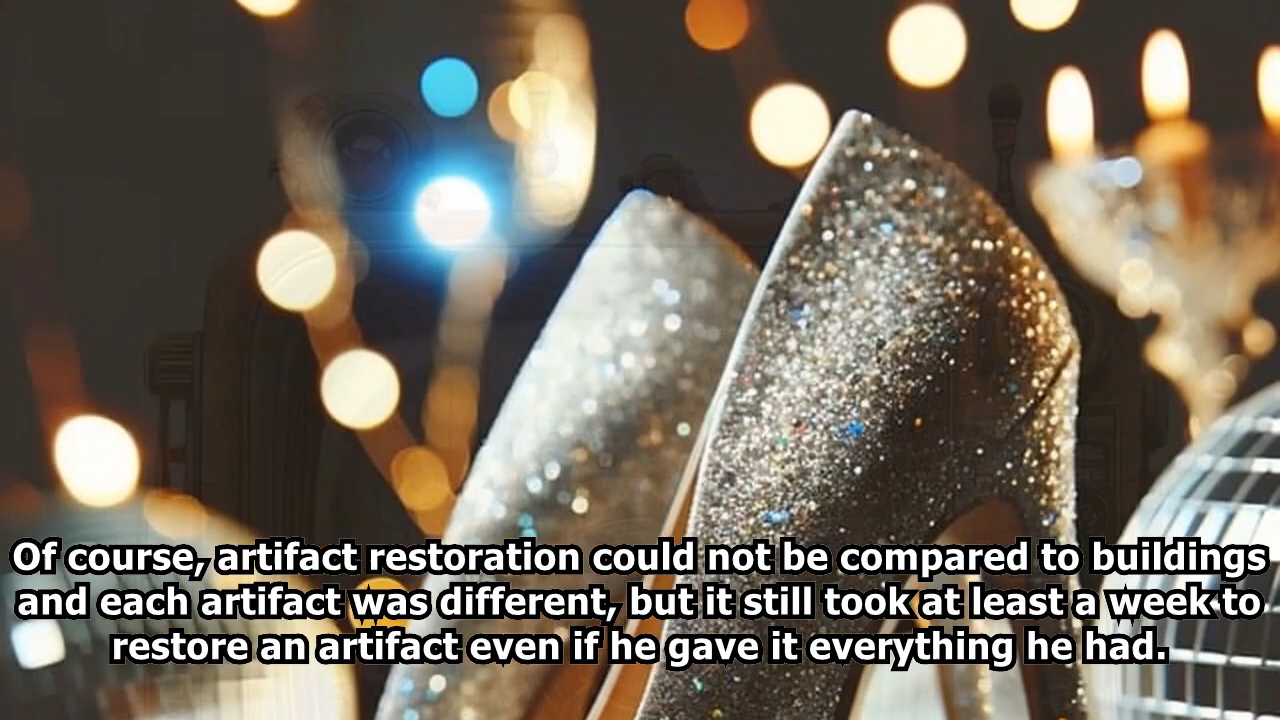 Of course, artifact restoration could not be compared to buildings
and each artifact was different, but it still took at least a week to
restore an artifact even if he gave it everything he had.